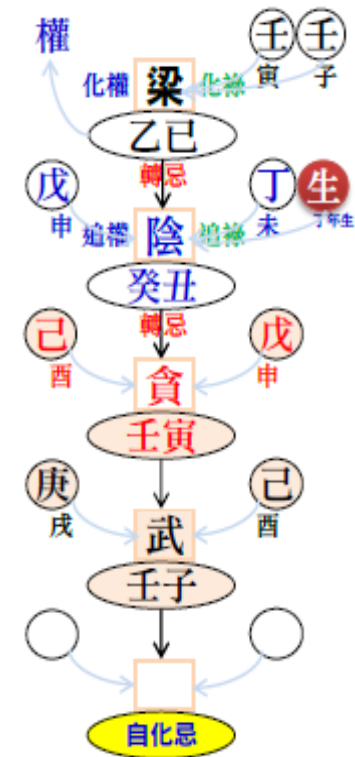 權
壬 壬
寅 子
化權 梁 化祿
乙巳
轉忌
戊 丁 生
申 追權 陰 追祿 未 丁年生
癸丑
轉忌
己 戊
酉 貪 申
壬寅
庚 己
戌 武 酉
壬子
自化忌